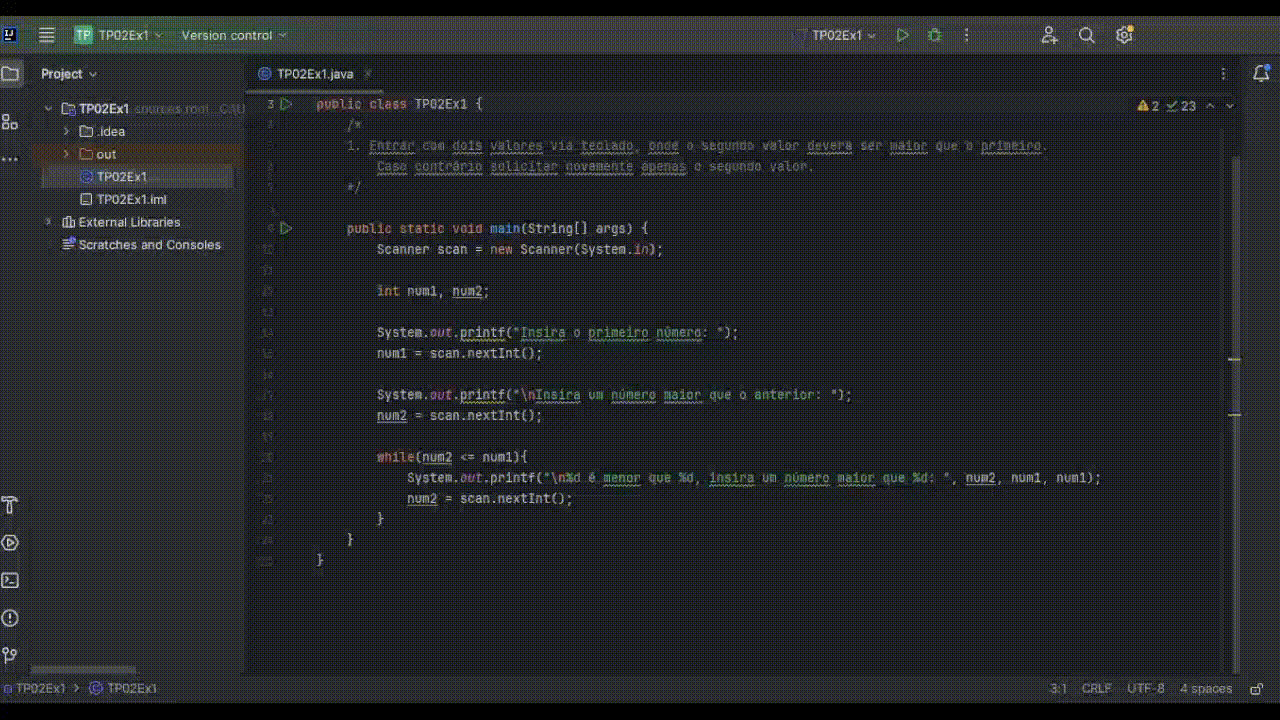 TP TP02Ex1 Version control TP02Ex1
Project
TP02Ex1.java
TP02Ex1 sources root
.idea
out
TP02Ex1
TP02Ex1.iml
External Libraries
Scratches and Consoles
2 23
3 public class TP02Ex1 {
/*
1. Entrar com dois valores via teclado, onde o segundo valor deverá ser maior que o primeiro.
Caso contrário solicitar novamente apenas o segundo valor.
*/
public static void main(String[] args) {
Scanner scan = new Scanner(System.in);
int num1, num2;
System.out.printf("Insira o primeiro número: ");
num1 = scan.nextInt();
System.out.printf("\nInsira um número maior que o anterior: ");
num2 = scan.nextInt();
while(num2 <= num1){
System.out.printf("\n%d é menor que %d, insira um número maior que %d: ", num2, num1, num1);
num2 = scan.nextInt();
}
}
}
TP02Ex1 > TP02Ex1
3:1 CRLF UTF-8 4 spaces